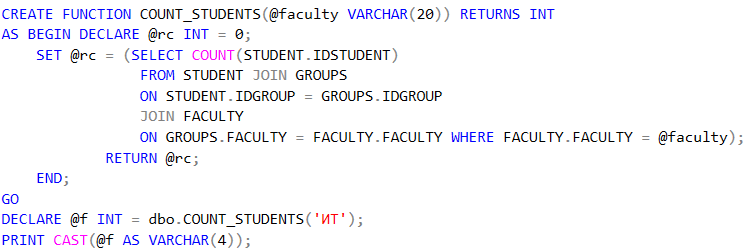 CREATE FUNCTION COUNT_STUDENTS(@faculty VARCHAR(20)) RETURNS INT
AS BEGIN DECLARE @rc INT = 0;
SET @rc = (SELECT COUNT(STUDENT.IDSTUDENT)
FROM STUDENT JOIN GROUPS
ON STUDENT.IDGROUP = GROUPS.IDGROUP
JOIN FACULTY
ON GROUPS.FACULTY = FACULTY.FACULTY WHERE FACULTY.FACULTY = @faculty);
RETURN @rc;
END;
GO
DECLARE @f INT = dbo.COUNT_STUDENTS('ИТ');
PRINT CAST(@f AS VARCHAR(4));